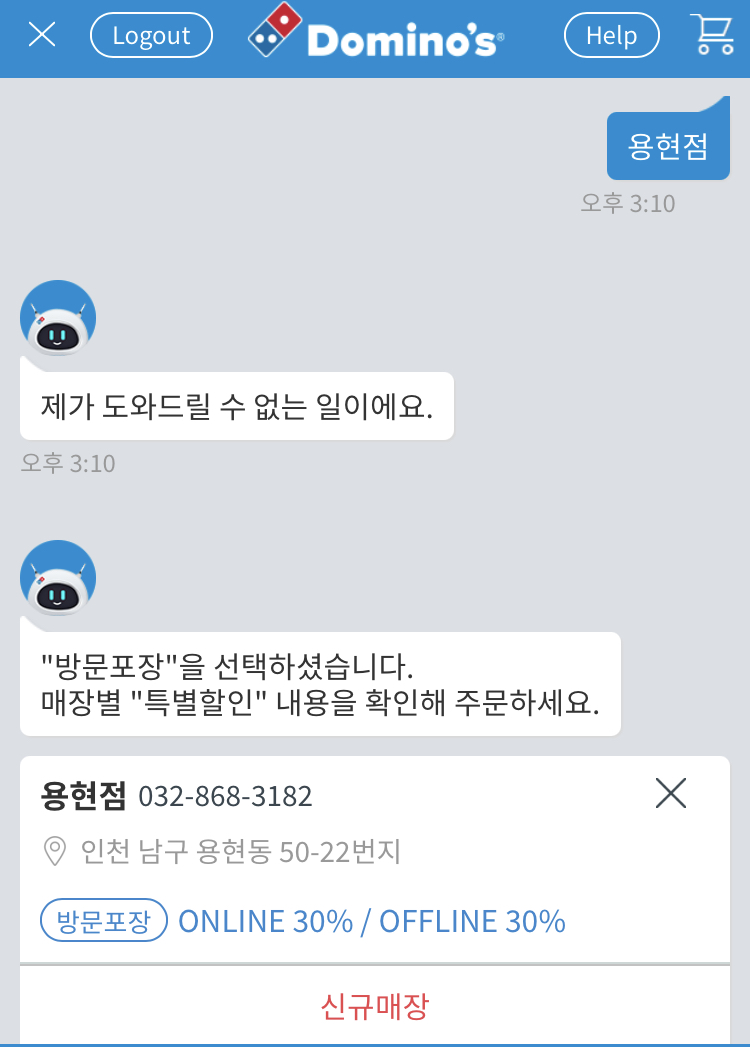 Logout Domino's® Help
용현점
오후 3:10
제가 도와드릴 수 없는 일이에요.
오후 3:10
"방문포장"을 선택하셨습니다.
매장별 "특별할인" 내용을 확인해 주문하세요.
용현점 032-868-3182
인천 남구 용현동 50-22번지
방문포장 ONLINE 30% / OFFLINE 30%
신규매장